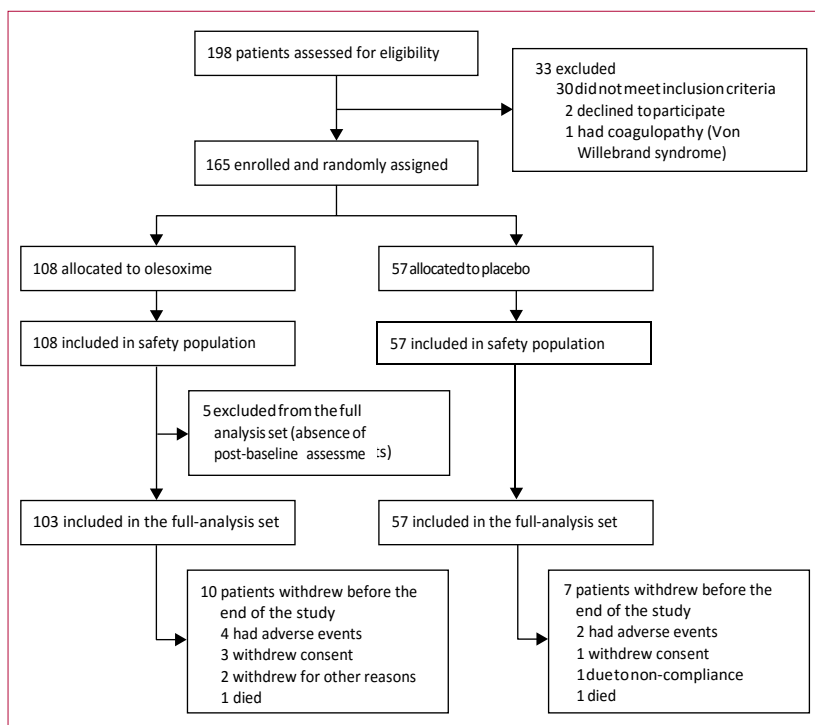 198 patients assessed for eligibility
33 excluded
30 did not meet inclusion criteria
2 declined to participate
1 had coagulopathy (Von
Willebrand syndrome)
165 enrolled and randomly assigned
108 allocated to olesoxime
57 allocated to placebo
108 included in safety population
57 included in safety population
5 excluded from the full
analysis set (absence of
post-baseline assessme ts)
103 included in the full-analysis set
57 included in the full-analysis set
10 patients withdrew before the
end of the study
4 had adverse events
3 withdrew consent
2 withdrew for other reasons
1 died
7 patients withdrew before the
end of the study
2 had adverse events
1 withdrew consent
1 due to non-compliance
1 died